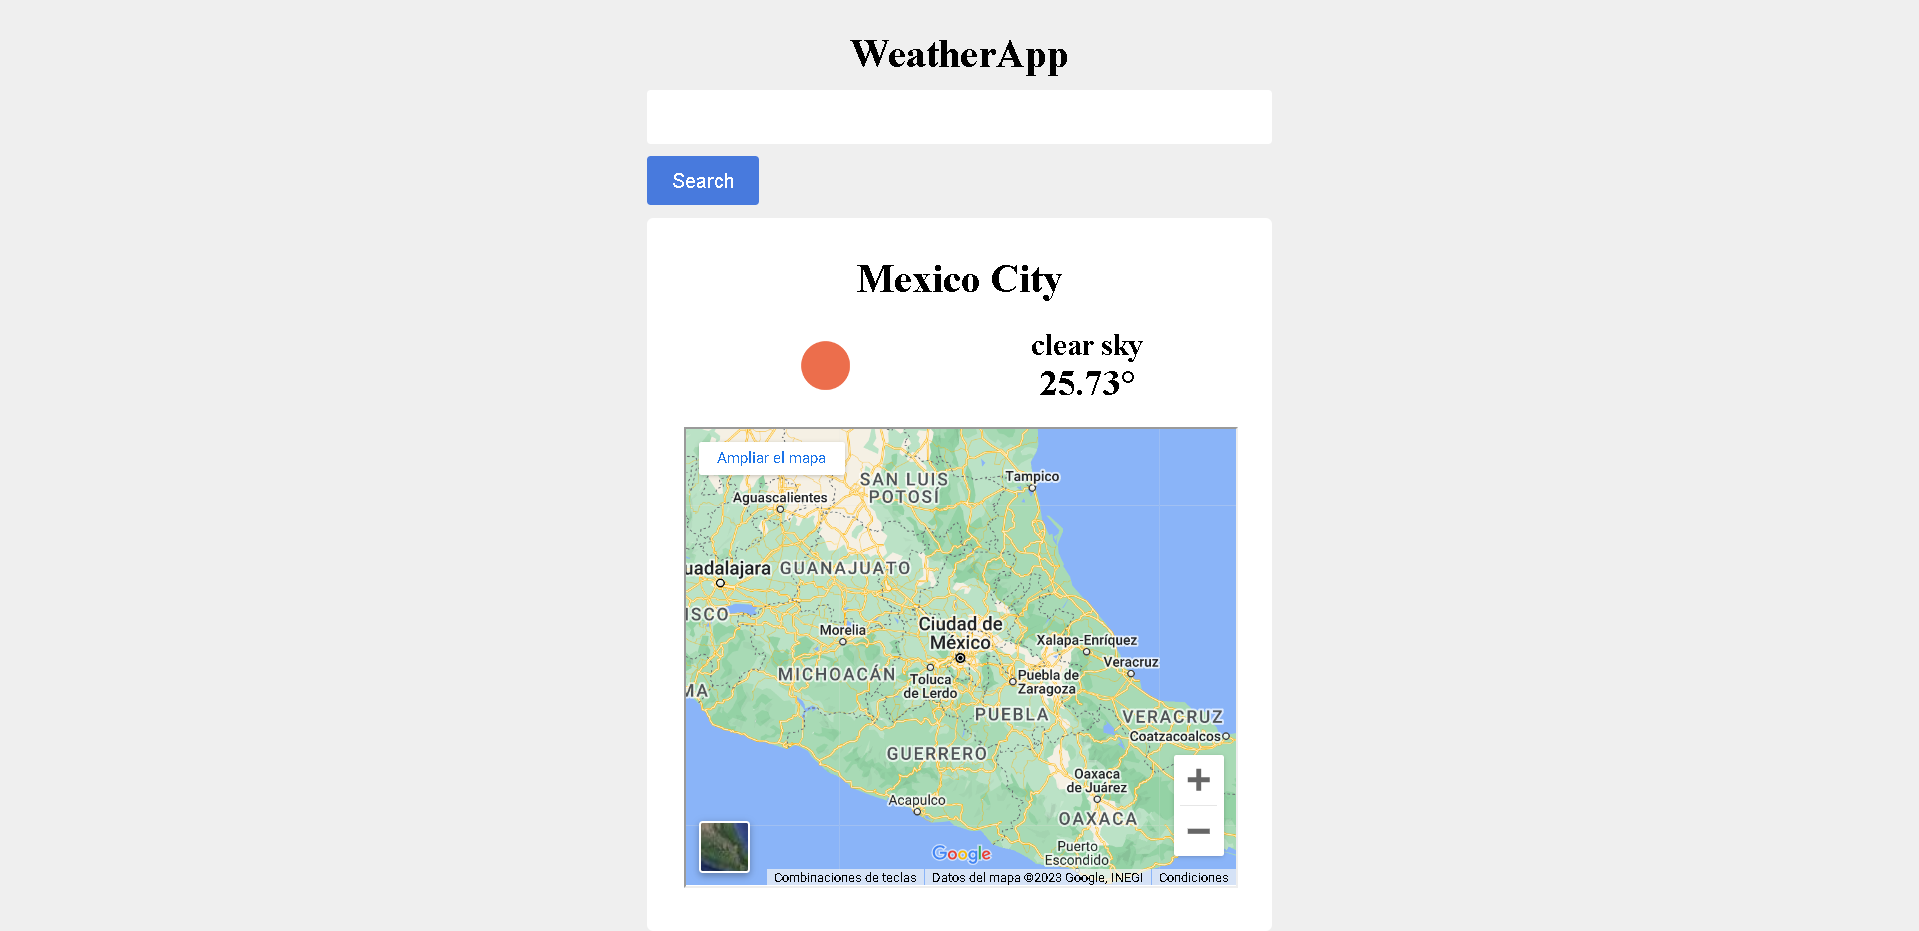 WeatherApp
Search
Mexico City
clear sky
25.73°
Ampliar el mapa
SAN LUIS
POTOSÍ
Tampico
Aguascalientes
uadalajara
GUANAJUATO
ISCO
Morelia
Ciudad de
México
Xalapa-Enríquez
Veracruz
MICHOACÁN
Toluca
de Lerdo
Puebla de
Zaragoza
MA
PUEBLA
VERACRUZ
Coatzacoalcos
GUERRERO
Oaxaca
de Juárez
Acapulco
OAXACA
Puerto
Escondido
Google
Combinaciones de teclas
Datos del mapa ©2023 Google, INEGI
Condiciones